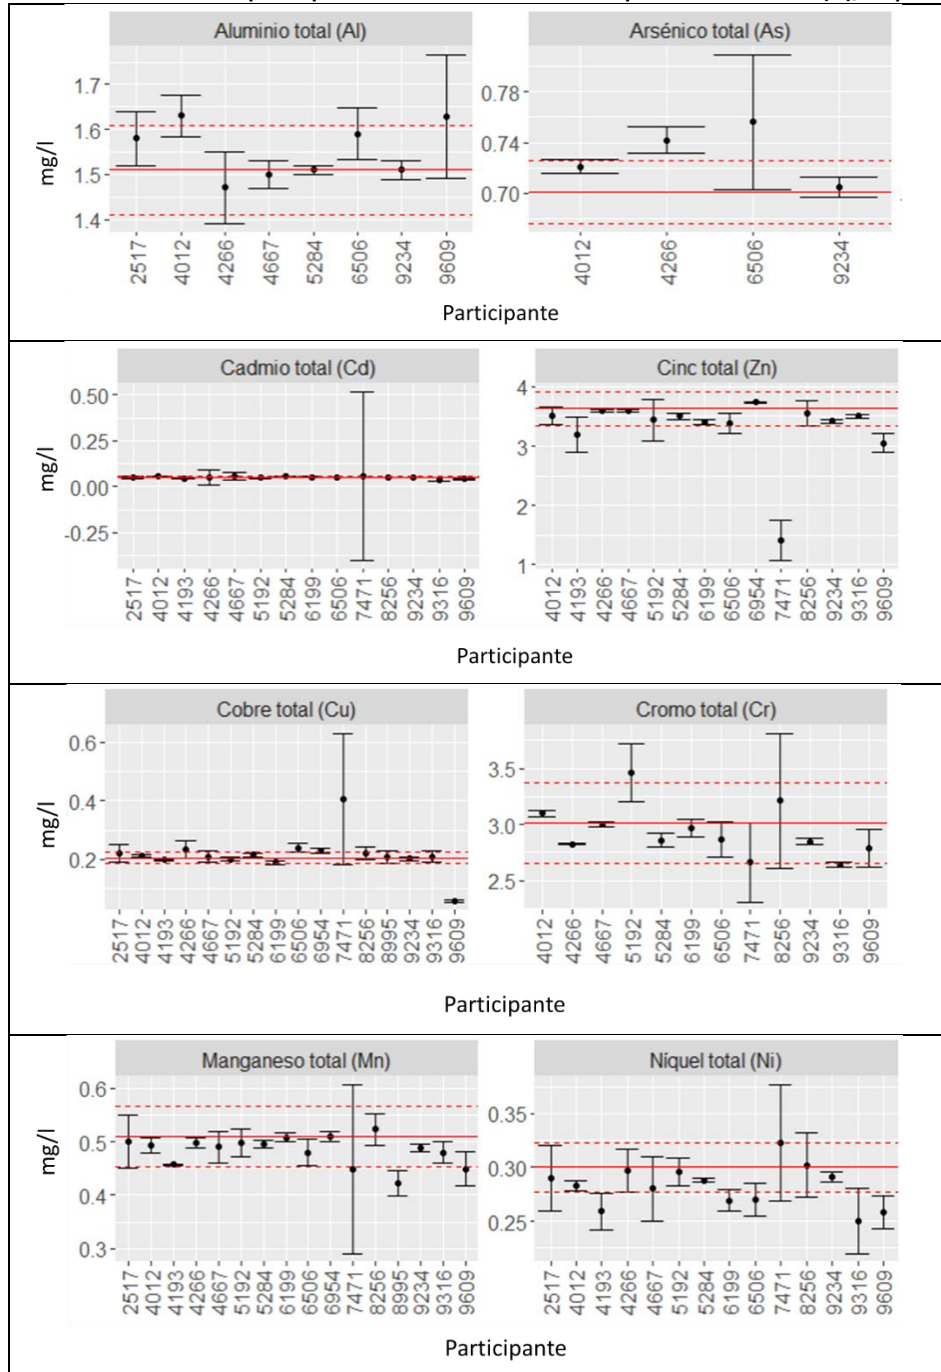 Aluminio total (Al)
Arsénico total (As)
mg/l
1.7
1.6
1.5
1.4
0.78
0.74
0.70
2517 4012 4266 4667 5284 6506 9234 9609
4012 4266 6506 9234
Participante
Cadmio total (Cd)
Cinc total (Zn)
mg/l
0.50
0.25
0.00
-0.25
4
3
2
1
2517 4012 4193 4266 4667 5192 5284 6199 6506 7471 8256 9234 9316 9609
4012 4193 4266 4667 5192 5284 6199 6506 6954 7471 8256 9234 9316 9609
Participante
Cobre total (Cu)
Cromo total (Cr)
mg/l
0.6
0.4
0.2
3.5
3.0
2.5
2517 4012 4193 4266 4667 5192 5284 6199 6506 6954 7471 8256 8995 9234 9316 9609
4012 4266 4667 5192 5284 6199 6506 7471 8256 9234 9316 9609
Participante
Manganeso total (Mn)
Níquel total (Ni)
mg/l
0.6
0.5
0.4
0.3
0.35
0.30
0.25
2517 4012 4193 4266 4667 5192 5284 6199 6506 6954 7471 8256 8995 9234 9316 9609
2517 4012 4193 4266 4667 5192 5284 6199 6506 7471 8256 9234 9316 9609
Participante